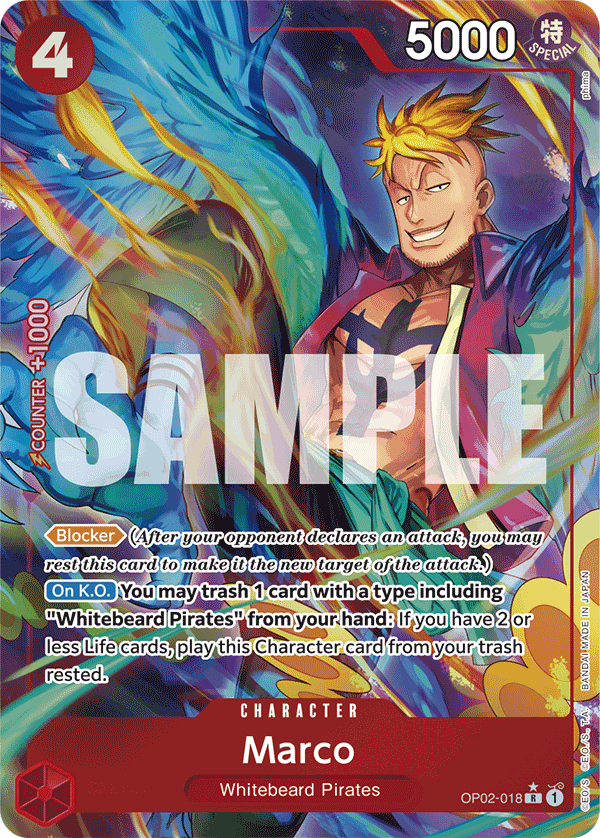 4
5000
特
SPECIAL
phima
COUNTER +1000
SAMPLE
Blocker (After your opponent declares an attack, you may
rest this card to make it the new target of the attack.)
On K.O. You may trash 1 card with a type including
"Whitebeard Pirates" from your hand: If you have 2 or
less Life cards, play this Character card from your trash
rested.
CHARACTER
Marco
Whitebeard Pirates
OP02-018 R 1
©E.O/S. ©E.O./S., T.A. BANDAI MADE IN JAPAN